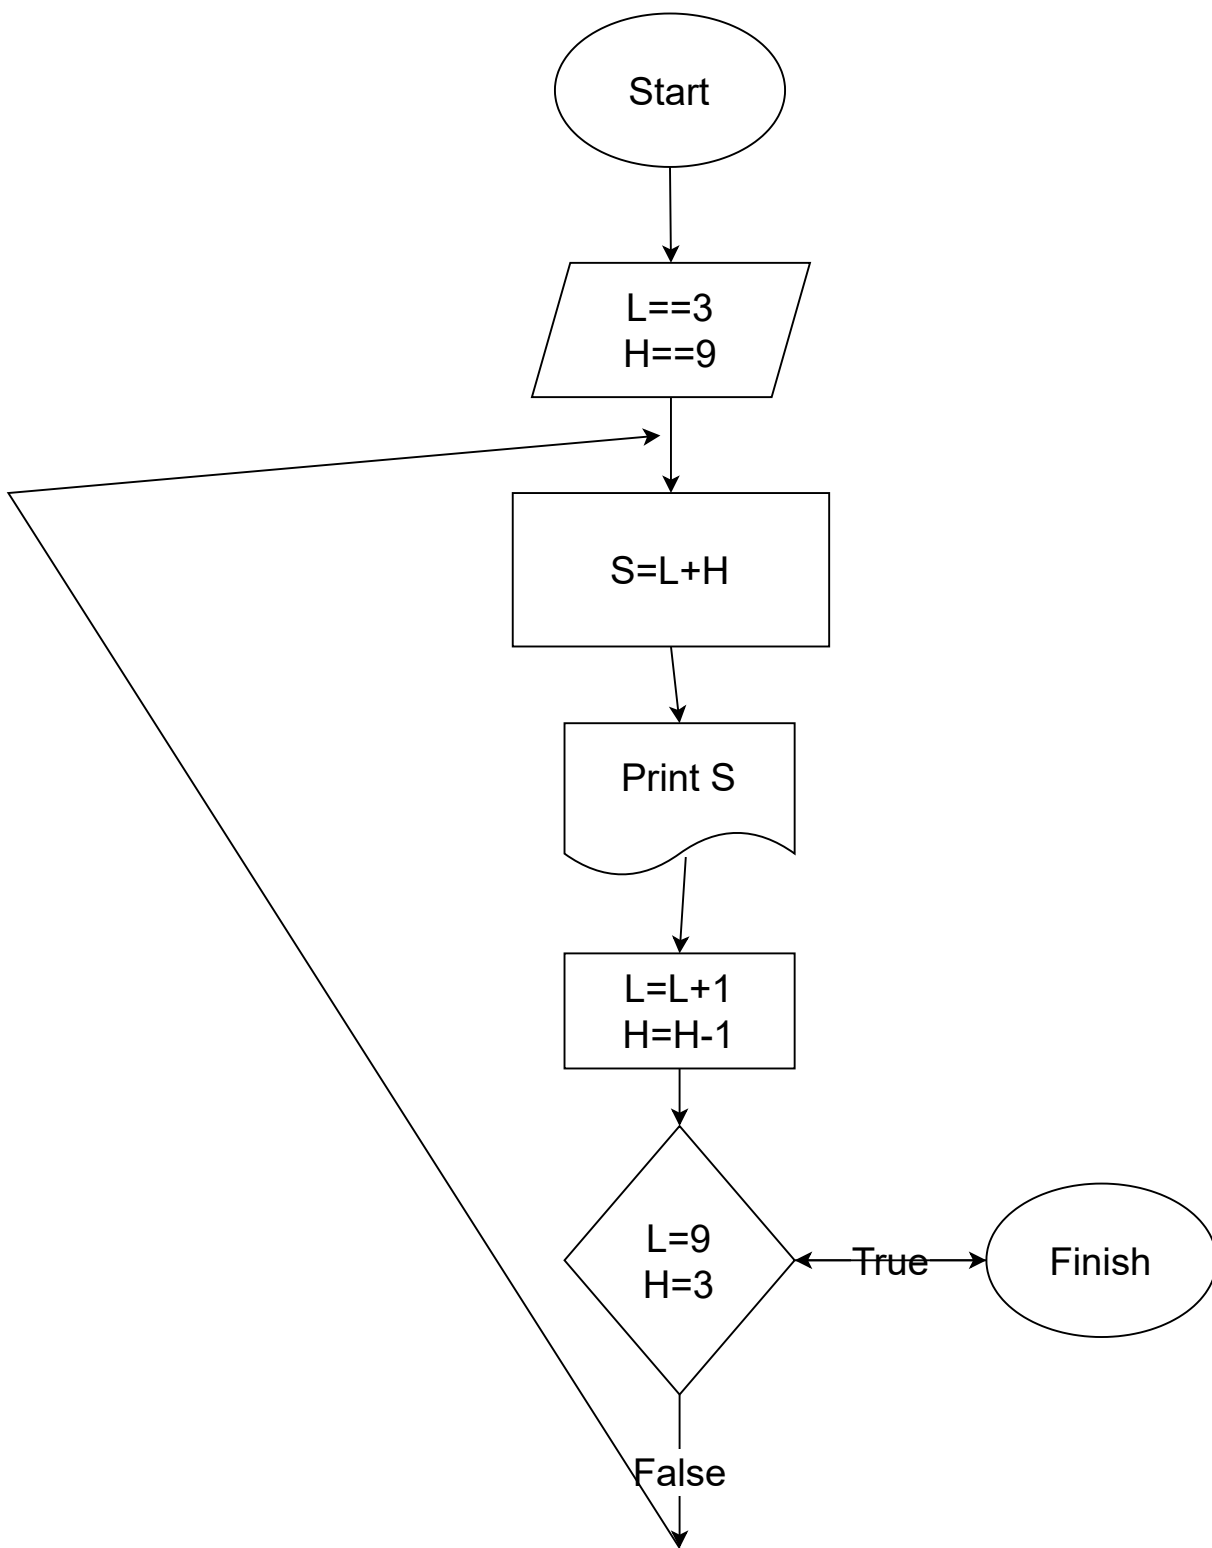 Start
L==3
H==9
S=L+H
Print S
L=L+1
H=H-1
L=9
H=3
True
Finish
False